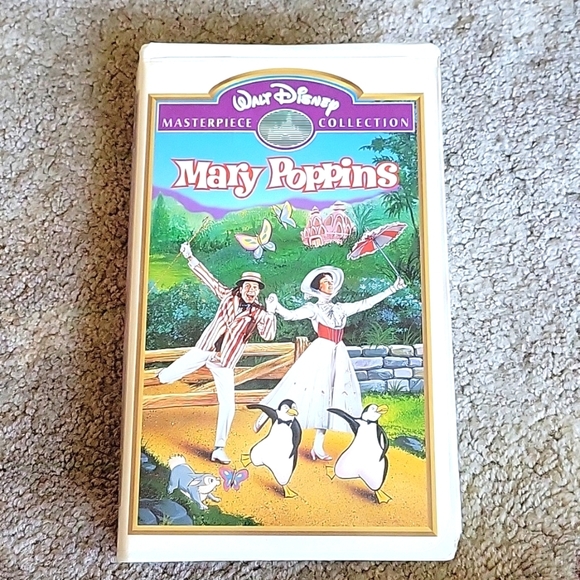 Walt Disney
MASTERPIECE COLLECTION
Mary Poppins